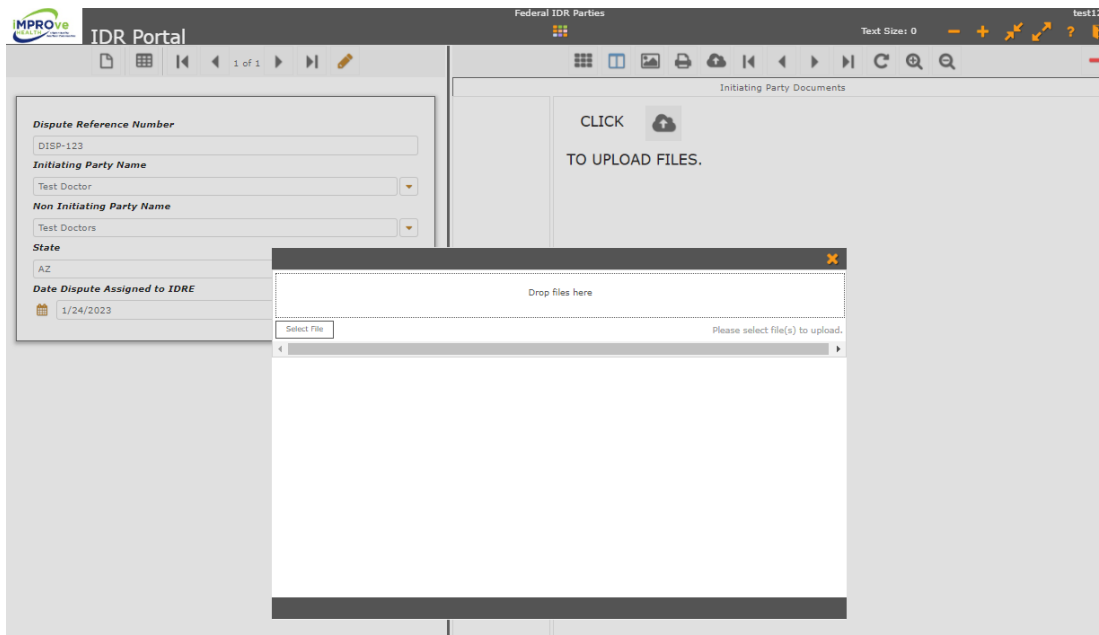 Federal IDR Parties
iMPROve
HEALTH
IDR Portal
Text Size: 0
?
1 of 1
Initiating Party Documents
Dispute Reference Number
DISP-123
Initiating Party Name
Test Doctor
Non Initiating Party Name
Test Doctors
State
AZ
Date Dispute Assigned to IDRE
1/24/2023
CLICK
TO UPLOAD FILES.
Drop files here
Select File
Please select file(s) to upload.